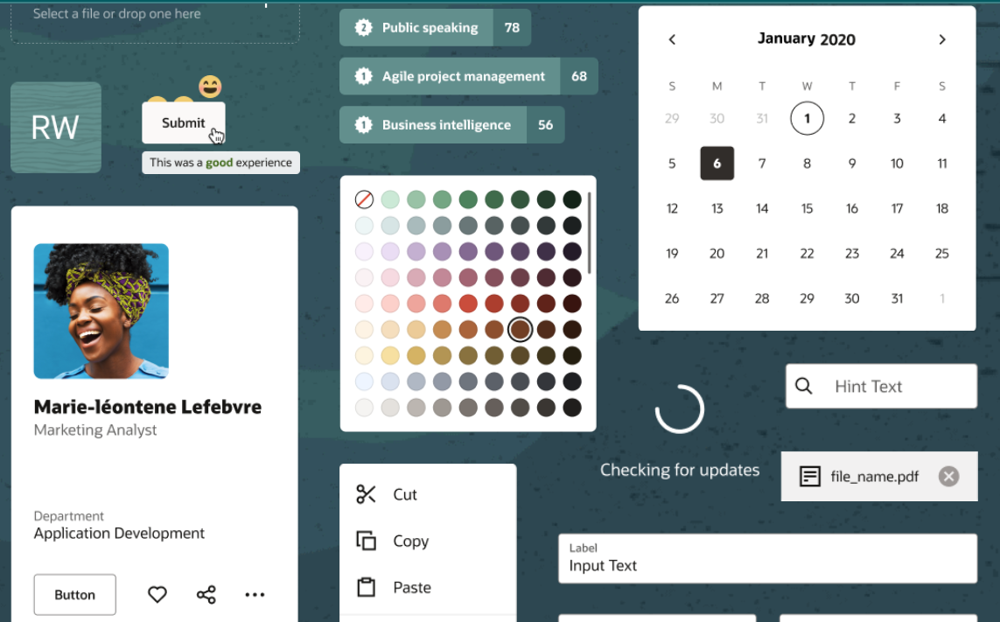 Select a file or drop one here
RW
Submit
This was a good experience
Marie-léontene Lefebvre
Marketing Analyst
Department
Application Development
Button
2 Public speaking 78
1 Agile project management 68
1 Business intelligence 56
Cut
Copy
Paste
January 2020
S M T W T F S
29 30 31 1 2 3 4
5 6 7 8 9 10 11
12 13 14 15 16 17 18
19 20 21 22 23 24 25
26 27 28 29 30 31 1
Hint Text
Checking for updates
file_name.pdf
Label
Input Text